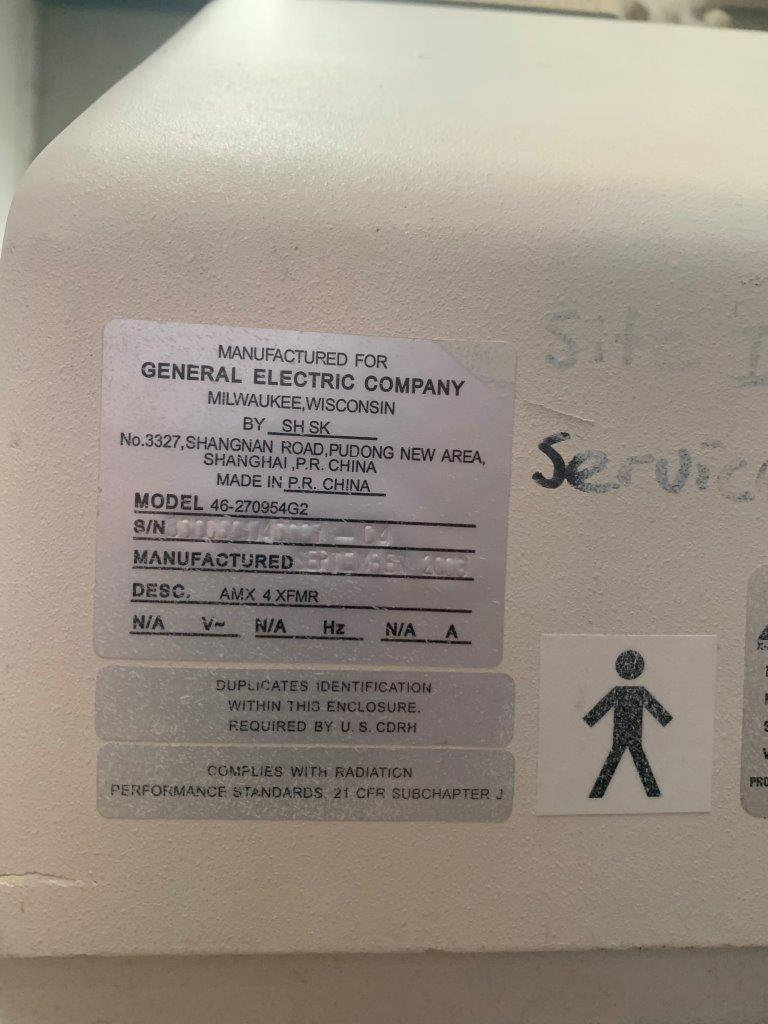 MANUFACTURED FOR
GENERAL ELECTRIC COMPANY
MILWAUKEE,WISCONSIN
BY SH SK
No.3327,SHANGNAN ROAD,PUDONG NEW AREA,
SHANGHAI ,P.R. CHINA
MADE IN P.R. CHINA
MODEL 46-270954G2
S/N
MANUFACTURED
DESC. AMX 4 XFMR
N/A V~ N/A Hz N/A A
DUPLICATES IDENTIFICATION
WITHIN THIS ENCLOSURE.
REQUIRED BY U. S. CDRH
COMPLIES WITH RADIATION
PERFORMANCE STANDARDS. 21 CFR SUBCHAPTER J
Service
PRO